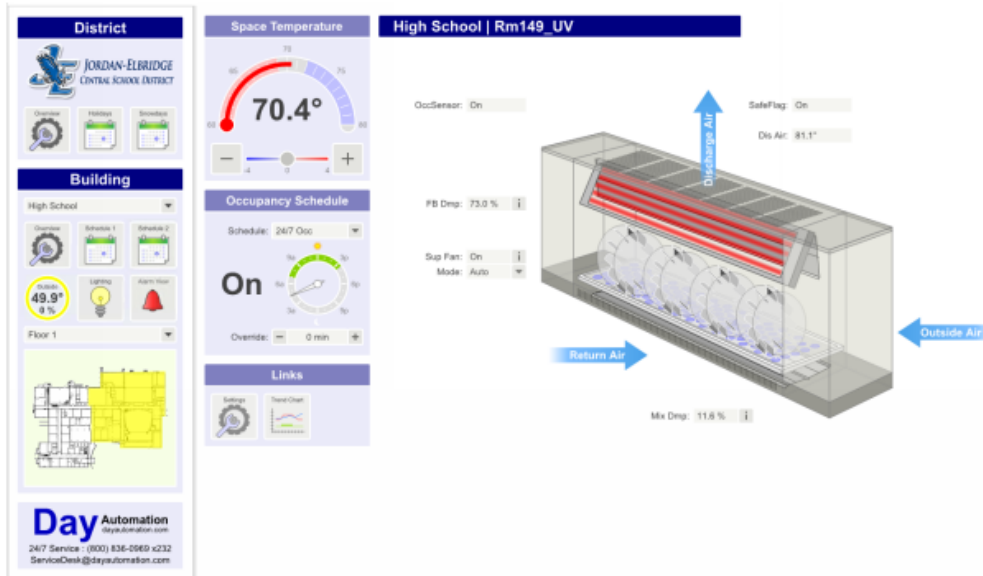 District
JORDAN-ELBRIDGE
CENTRAL SCHOOL DISTRICT
Overview
Holidays
Snowdays
Building
High School
Overview
Schedule 1
Schedule 2
Outside
49.9°
0 %
Lighting
Alarm View
Floor 1
Day Automation
dayautomation.com
24/7 Service : (800) 836-0969 x232
ServiceDesk@dayautomation.com
Space Temperature
70
65
75
60
80
70.4°
-4
0
4
Occupancy Schedule
Schedule: 24/7 Occ
9a
3p
6p
3a
9p
On
Override: − 0 min +
Links
Settings
Trend Chart
High School | Rm149_UV
OccSensor: On
SafeFlag: On
Dis Air: 81.1°
Discharge Air
FB Dmp: 73.0 % i
Sup Fan: On i
Mode: Auto
Return Air
Outside Air
Mix Dmp: 11.6 % i